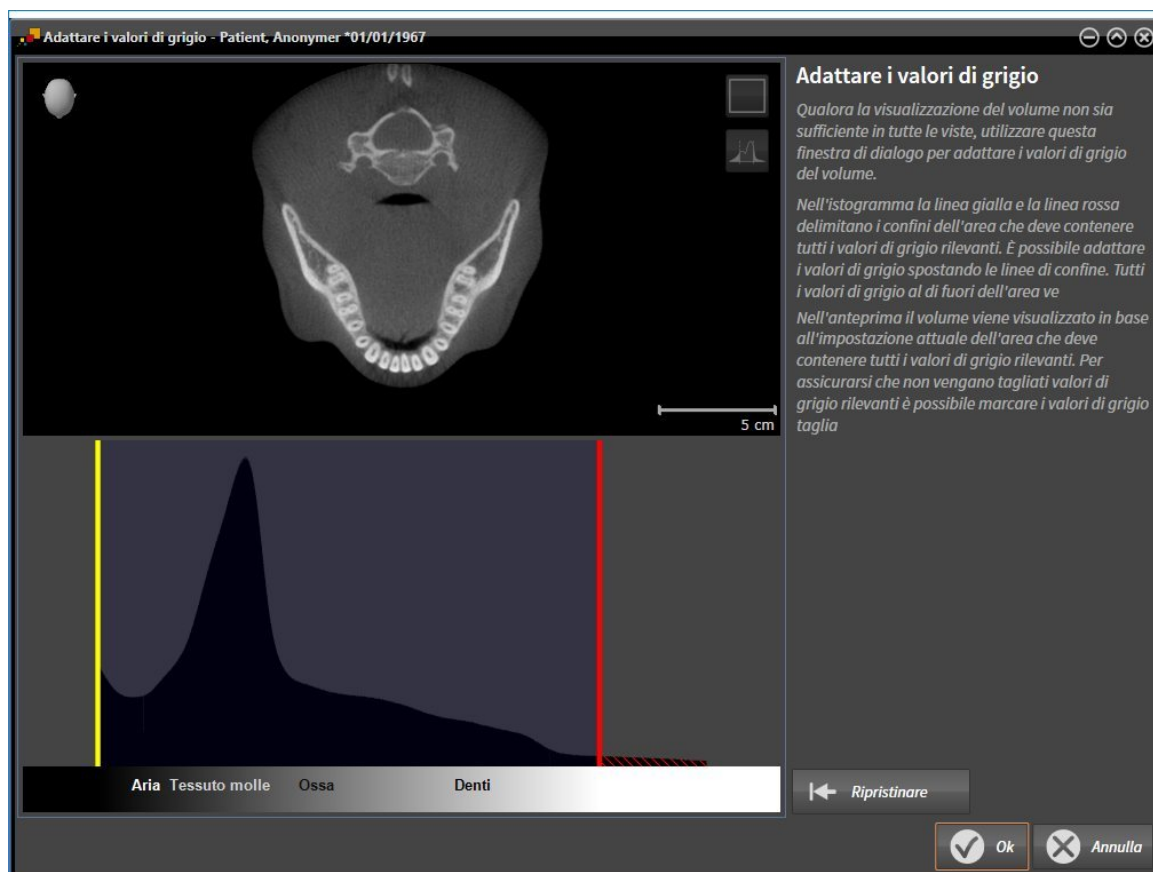 Adattare i valori di grigio - Patient, Anonymer *01/01/1967
Adattare i valori di grigio
Qualora la visualizzazione del volume non sia
sufficiente in tutte le viste, utilizzare questa
finestra di dialogo per adattare i valori di grigio
del volume.
Nell'istogramma la linea gialla e la linea rossa
delimitano i confini dell'area che deve contenere
tutti i valori di grigio rilevanti. È possibile adattare
i valori di grigio spostando le linee di confine. Tutti
i valori di grigio al di fuori dell'area ve
Nell'anteprima il volume viene visualizzato in base
all'impostazione attuale dell'area che deve
contenere tutti i valori di grigio rilevanti. Per
assicurarsi che non vengano tagliati valori di
grigio rilevanti è possibile marcare i valori di grigio
taglia
5 cm
Aria Tessuto molle Ossa Denti
Ripristinare
Ok Annulla